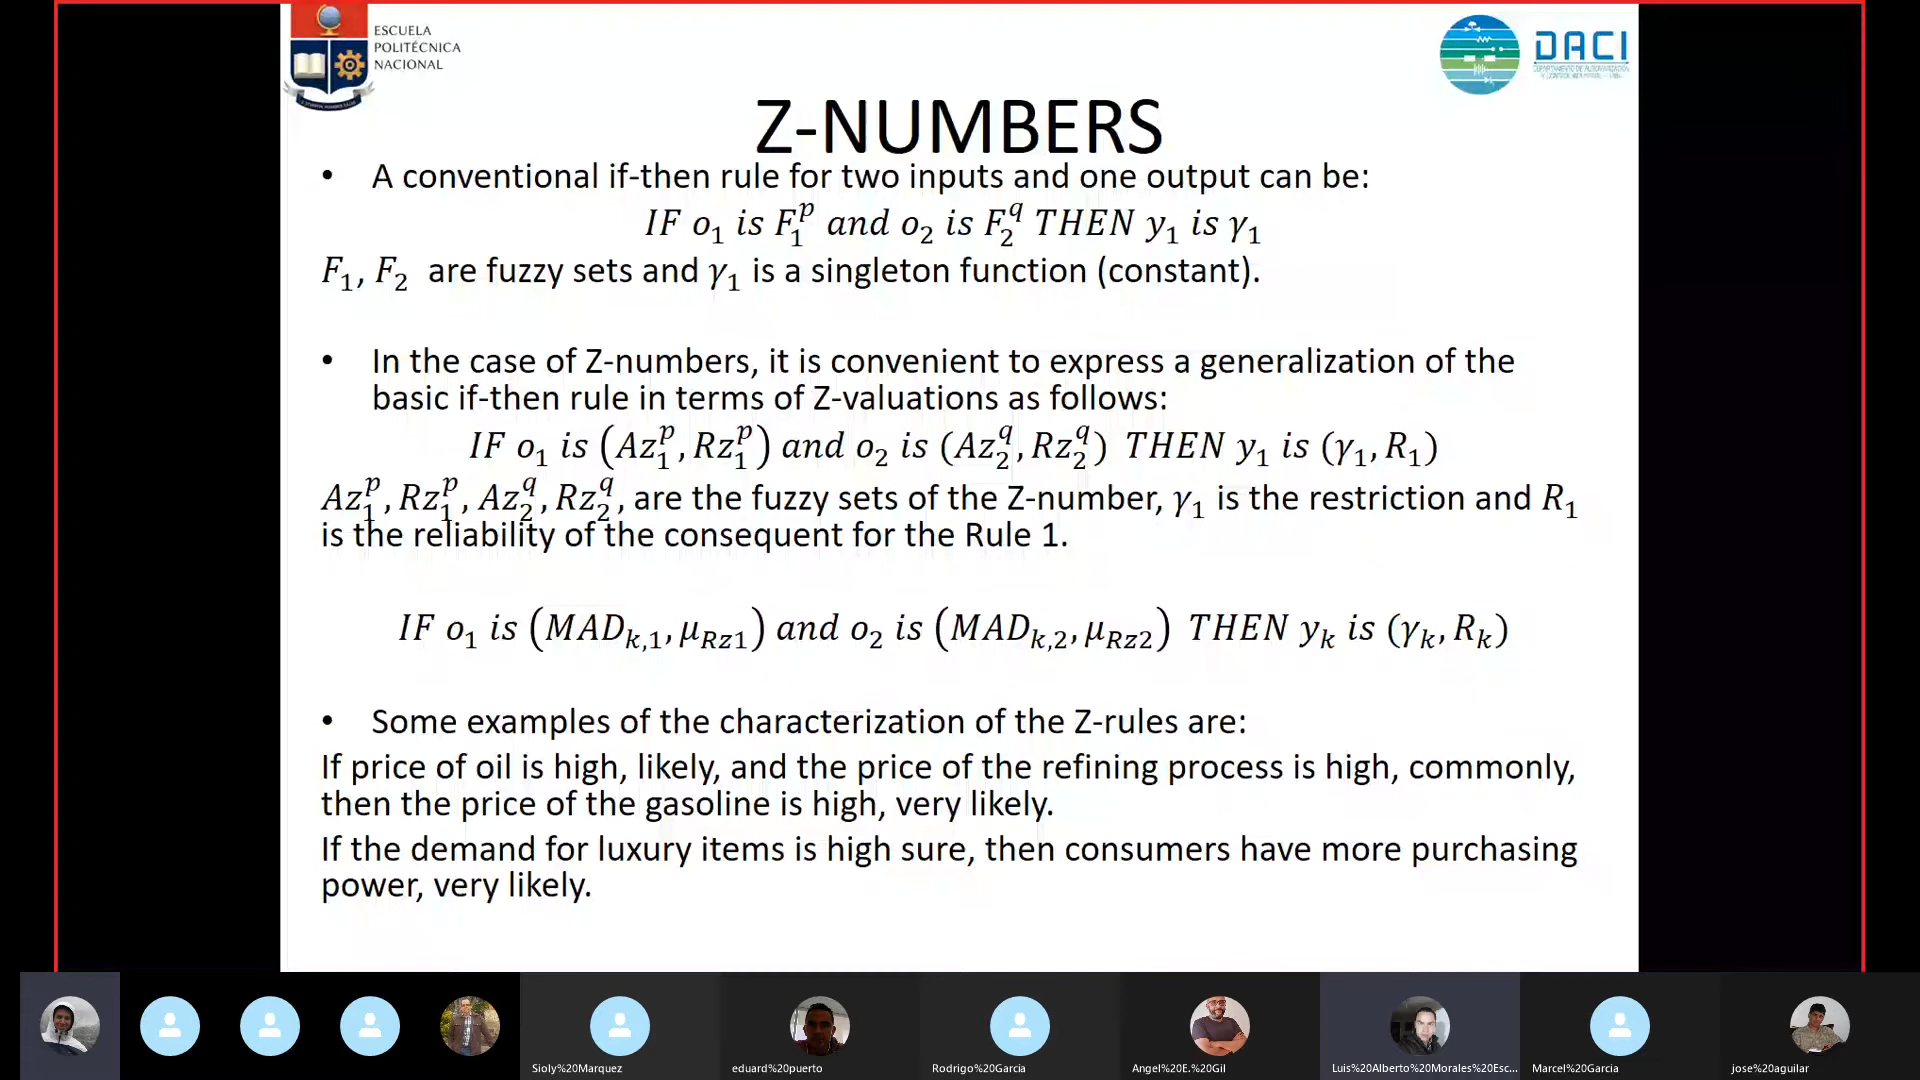 ESCUELA
POLITÉCNICA
NACIONAL
DACI
Z-NUMBERS
• A conventional if-then rule for two inputs and one output can be:
IF o₁ is F₁ᵖ and o₂ is F₂^q THEN y₁ is γ₁
F₁, F₂ are fuzzy sets and γ₁ is a singleton function (constant).
• In the case of Z-numbers, it is convenient to express a generalization of the
basic if-then rule in terms of Z-valuations as follows:
IF o₁ is (Az₁ᵖ, Rz₁ᵖ) and o₂ is (Az₂^q, Rz₂^q) THEN y₁ is (γ₁, R₁)
Az₁ᵖ, Rz₁ᵖ, Az₂^q, Rz₂^q, are the fuzzy sets of the Z-number, γ₁ is the restriction and R₁
is the reliability of the consequent for the Rule 1.
IF o₁ is (MAD_{k,1}, μ_{Rz1}) and o₂ is (MAD_{k,2}, μ_{Rz2}) THEN y_k is (γ_k, R_k)
• Some examples of the characterization of the Z-rules are:
If price of oil is high, likely, and the price of the refining process is high, commonly,
then the price of the gasoline is high, very likely.
If the demand for luxury items is high sure, then consumers have more purchasing
power, very likely.
Sioly%20Marquez
eduard%20puerto
Rodrigo%20Garcia
Angel%20E.%20Gil
Luis%20Alberto%20Morales%20Esc...
Marcel%20Garcia
jose%20aguilar